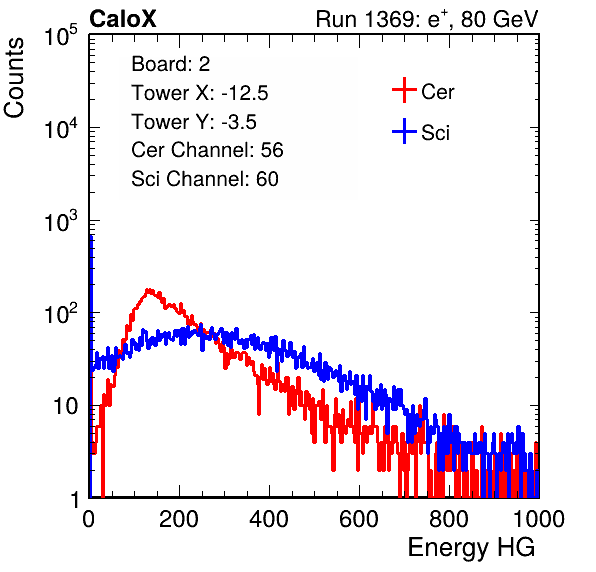 CaloX Run 1369: e⁺, 80 GeV
Counts
10⁵
10⁴
10³
10²
10
1
Board: 2
Tower X: -12.5
Tower Y: -3.5
Cer Channel: 56
Sci Channel: 60
Cer
Sci
0 200 400 600 800 1000
Energy HG